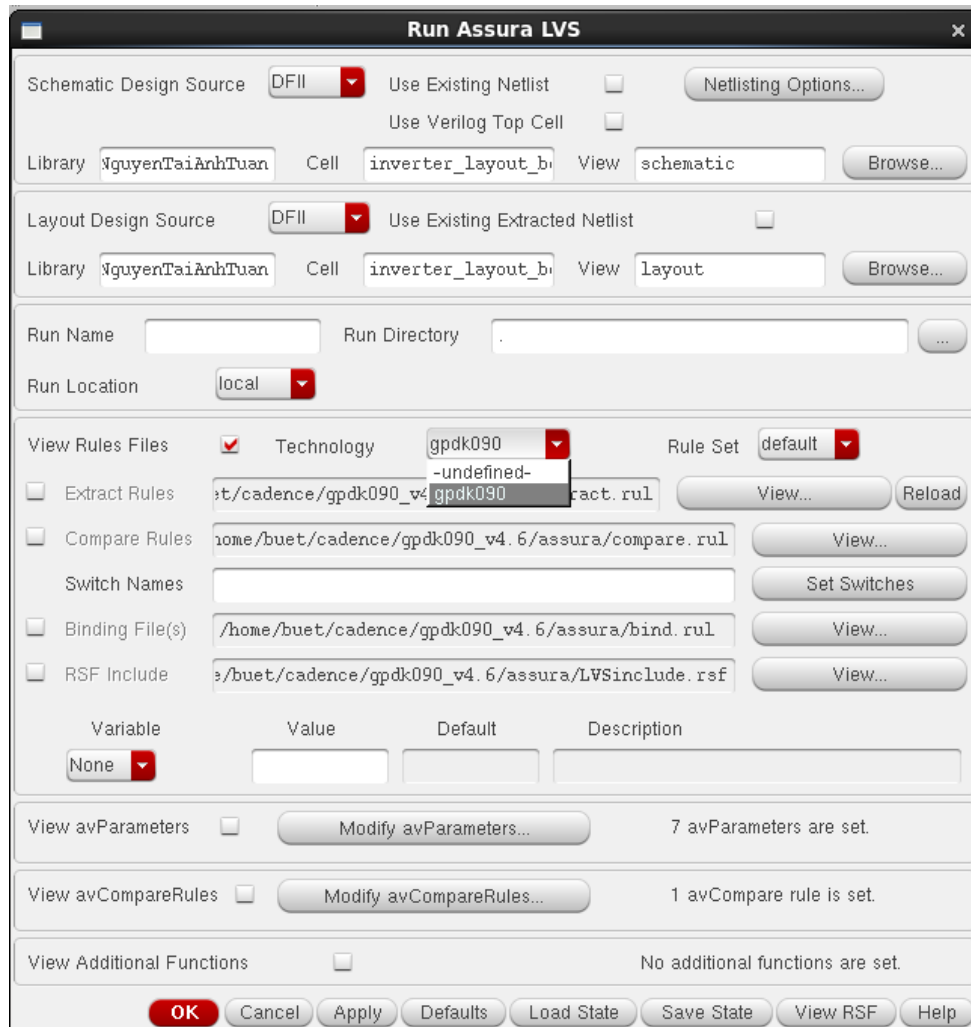 Run Assura LVS
Schematic Design Source DFII Use Existing Netlist Netlisting Options...
Use Verilog Top Cell
Library NguyenTaiAnhTuan Cell inverter_layout_b View schematic Browse...
Layout Design Source DFII Use Existing Extracted Netlist
Library NguyenTaiAnhTuan Cell inverter_layout_b View layout Browse...
Run Name Run Directory . ...
Run Location local
View Rules Files Technology gpdk090 Rule Set default
-undefined-
Extract Rules et/cadence/gpdk090_v4 gpdk090 ract.rul View... Reload
Compare Rules home/buet/cadence/gpdk090_v4.6/assura/compare.rul View...
Switch Names Set Switches
Binding File(s) /home/buet/cadence/gpdk090_v4.6/assura/bind.rul View...
RSF Include e/buet/cadence/gpdk090_v4.6/assura/LVSinclude.rsf View...
Variable Value Default Description
None
View avParameters Modify avParameters... 7 avParameters are set.
View avCompareRules Modify avCompareRules... 1 avCompare rule is set.
View Additional Functions No additional functions are set.
OK Cancel Apply Defaults Load State Save State View RSF Help